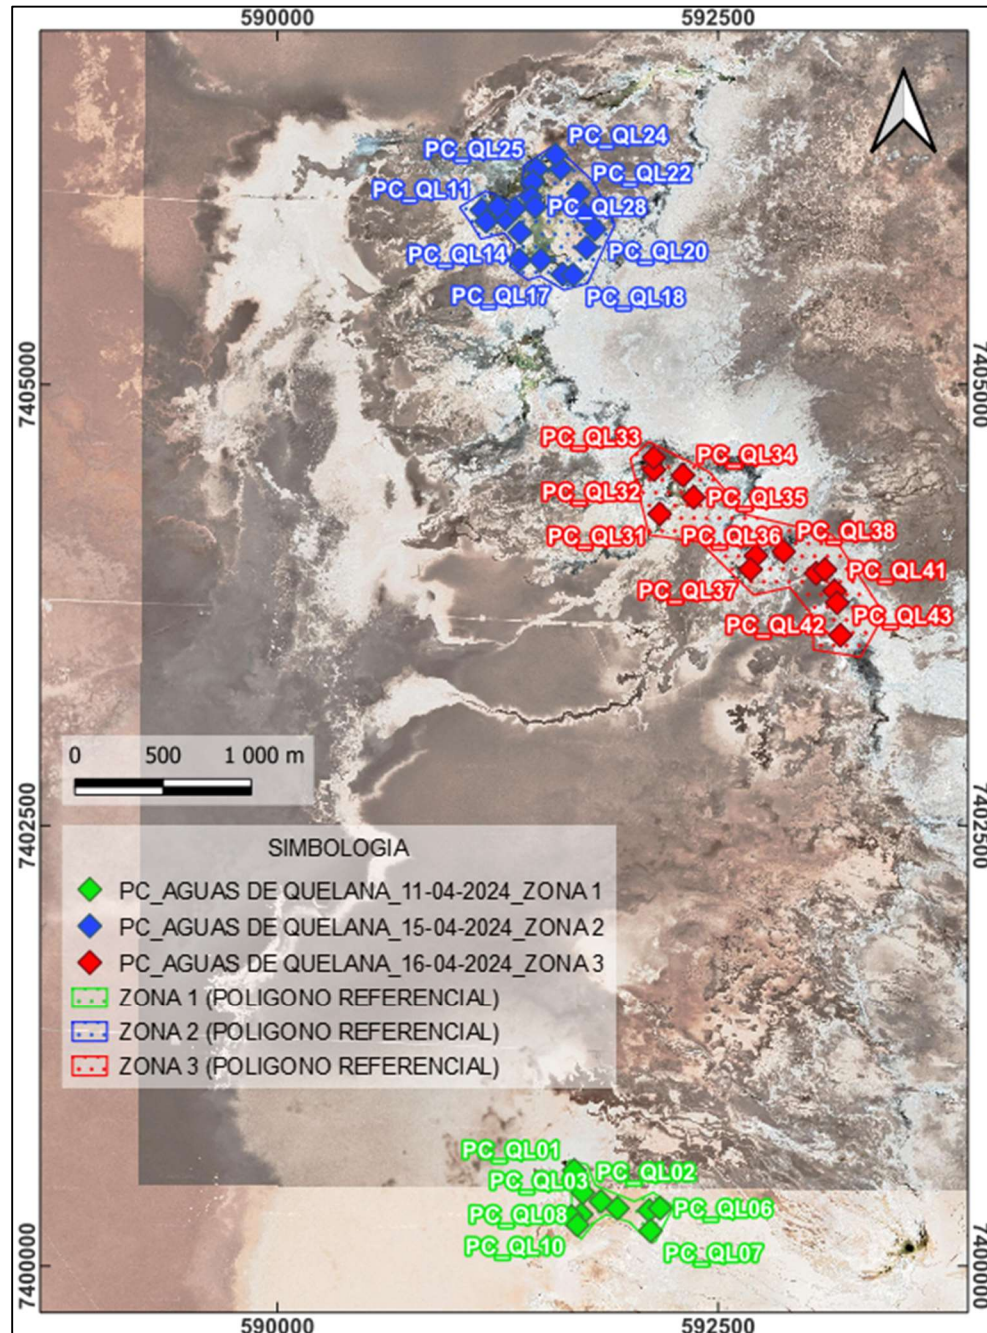 590000
592500
PC_QL24
PC_QL25
PC_QL22
PC_QL11
PC_QL28
PC_QL14
PC_QL20
PC_QL17
PC_QL18
7405000
7405000
PC_QL33
PC_QL34
PC_QL32
PC_QL35
PC_QL31
PC_QL36
PC_QL38
PC_QL41
PC_QL37
PC_QL43
PC_QL42
0 500 1 000 m
7402500
7402500
SIMBOLOGIA
PC_AGUAS DE QUELANA_11-04-2024_ZONA 1
PC_AGUAS DE QUELANA_15-04-2024_ZONA 2
PC_AGUAS DE QUELANA_16-04-2024_ZONA 3
ZONA 1 (POLIGONO REFERENCIAL)
ZONA 2 (POLIGONO REFERENCIAL)
ZONA 3 (POLIGONO REFERENCIAL)
PC_QL01
PC_QL02
PC_QL03
PC_QL06
PC_QL08
PC_QL10
PC_QL07
7400000
7400000
590000
592500